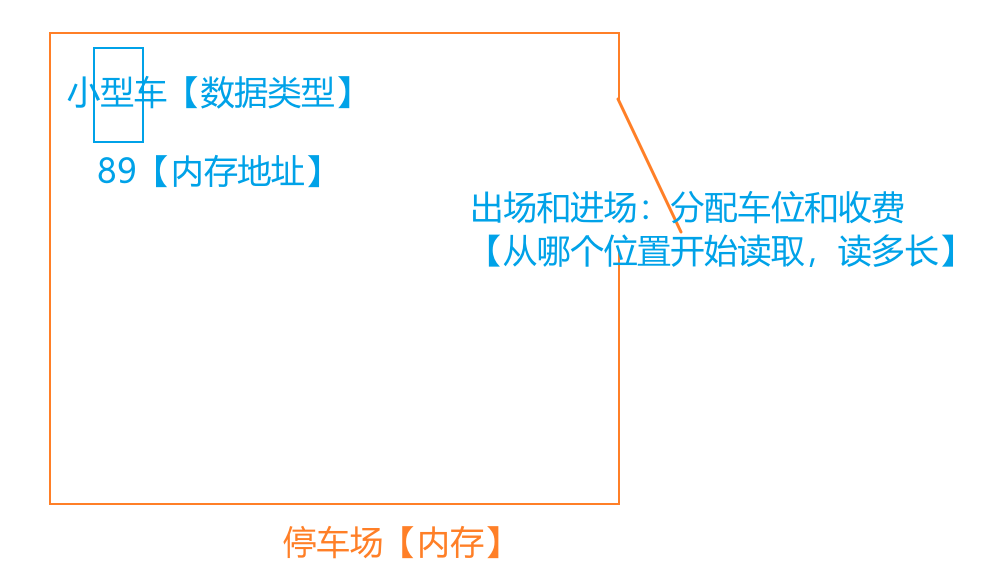 小型车【数据类型】
89【内存地址】
出场和进场：分配车位和收费
【从哪个位置开始读取，读多长】
停车场【内存】